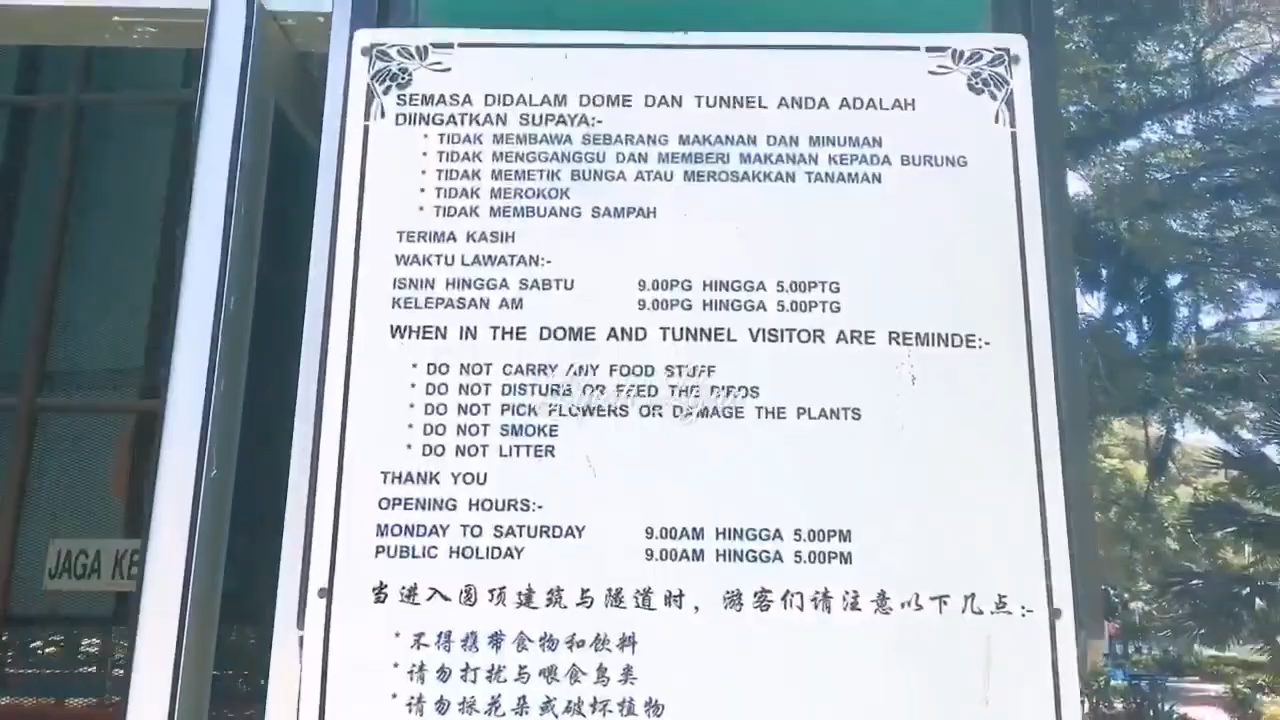 SEMASA DIDALAM DOME DAN TUNNEL ANDA ADALAH
DIINGATKAN SUPAYA:-
* TIDAK MEMBAWA SEBARANG MAKANAN DAN MINUMAN
* TIDAK MENGGANGGU DAN MEMBERI MAKANAN KEPADA BURUNG
* TIDAK MEMETIK BUNGA ATAU MEROSAKKAN TANAMAN
* TIDAK MEROKOK
* TIDAK MEMBUANG SAMPAH
TERIMA KASIH
WAKTU LAWATAN:-
ISNIN HINGGA SABTU 9.00PG HINGGA 5.00PTG
KELEPASAN AM 9.00PG HINGGA 5.00PTG
WHEN IN THE DOME AND TUNNEL VISITOR ARE REMINDE:-
* DO NOT CARRY ANY FOOD STUFF
* DO NOT DISTURB OR FEED THE BIRDS
* DO NOT PICK FLOWERS OR DAMAGE THE PLANTS
* DO NOT SMOKE
* DO NOT LITTER
THANK YOU
OPENING HOURS:-
MONDAY TO SATURDAY 9.00AM HINGGA 5.00PM
PUBLIC HOLIDAY 9.00AM HINGGA 5.00PM
当进入圆顶建筑与隧道时，游客们请注意以下几点:-
* 不得携带食物和饮料
* 请勿打扰与喂食鸟类
* 请勿採花朵或破坏植物
JAGA KE